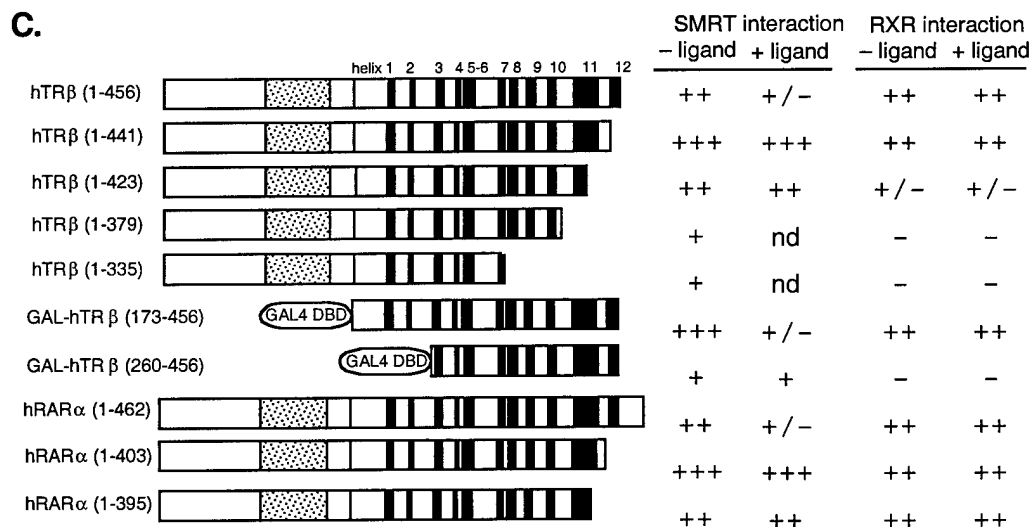 C.
SMRT interaction RXR interaction
– ligand + ligand – ligand + ligand
helix 1 2 3 4 5-6 7 8 9 10 11 12
hTRβ (1-456) ++ +/– ++ ++
hTRβ (1-441) +++ +++ ++ ++
hTRβ (1-423) ++ ++ +/– +/–
hTRβ (1-379) + nd – –
hTRβ (1-335) + nd – –
GAL-hTRβ (173-456) GAL4 DBD +++ +/– ++ ++
GAL-hTRβ (260-456) GAL4 DBD + + – –
hRARα (1-462) ++ +/– ++ ++
hRARα (1-403) +++ +++ ++ ++
hRARα (1-395) ++ ++ ++ ++